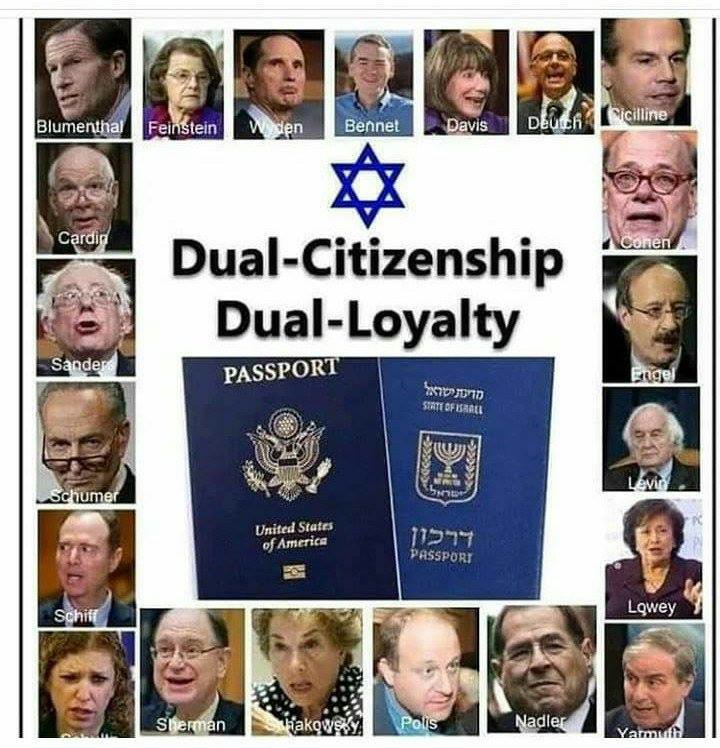 Blumenthal
Feinstein
Wyden
Bennet
Davis
Deutch
Cicilline
Cardin
Cohen
Dual-Citizenship
Dual-Loyalty
Sanders
Engel
PASSPORT
United States
of America
מדינת ישראל
STATE OF ISRAEL
ישראל
דרכון
PASSPORT
Schumer
Levin
Schiff
Lowey
Sherman
Schakowsky
Polis
Nadler
Yarmuth